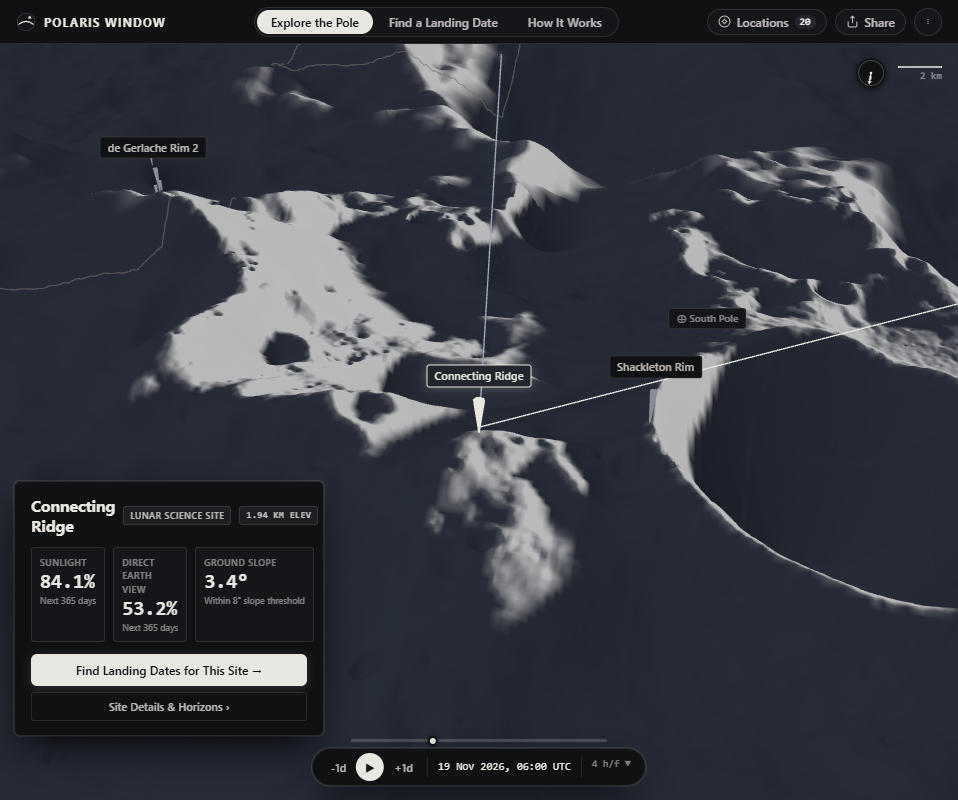 POLARIS WINDOW
Explore the Pole
Find a Landing Date
How It Works
Locations 20
Share
2 km
de Gerlache Rim 2
South Pole
Shackleton Rim
Connecting Ridge
Connecting
Ridge
LUNAR SCIENCE SITE
1.94 KM ELEV
SUNLIGHT
84.1%
Next 365 days
DIRECT
EARTH
VIEW
53.2%
Next 365 days
GROUND SLOPE
3.4°
Within 8° slope threshold
Find Landing Dates for This Site →
Site Details & Horizons ›
-1d
+1d
19 Nov 2026, 06:00 UTC
4 h/f ▼